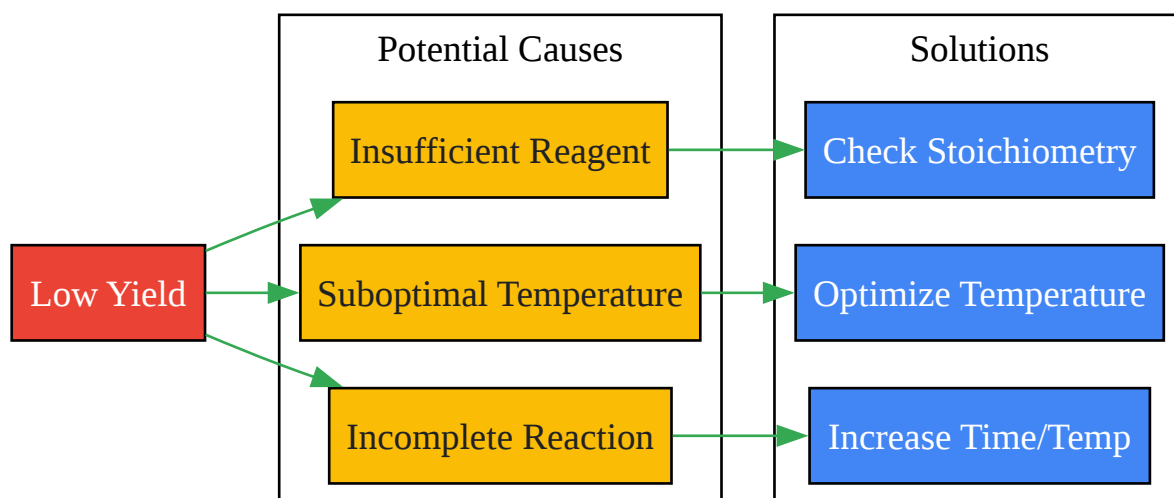 Potential Causes
Solutions
Insufficient Reagent
Check Stoichiometry
Low Yield
Suboptimal Temperature
Optimize Temperature
Incomplete Reaction
Increase Time/Temp